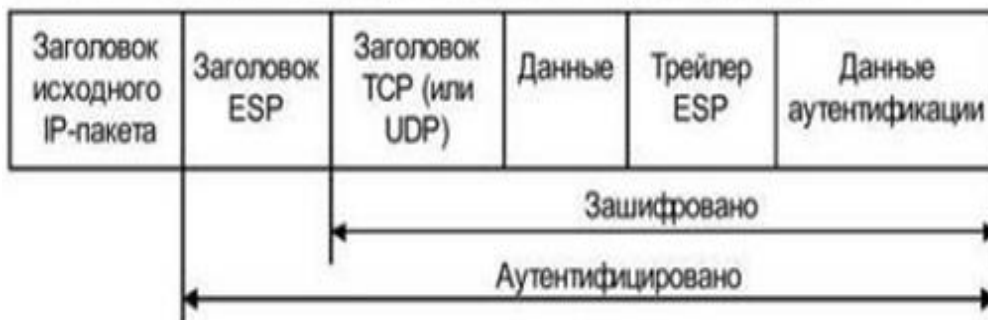 Заголовок
исходного
IP-пакета
Заголовок
ESP
Заголовок
TCP (или
UDP)
Данные
Трейлер
ESP
Данные
аутентификации
Зашифровано
Аутентифицировано